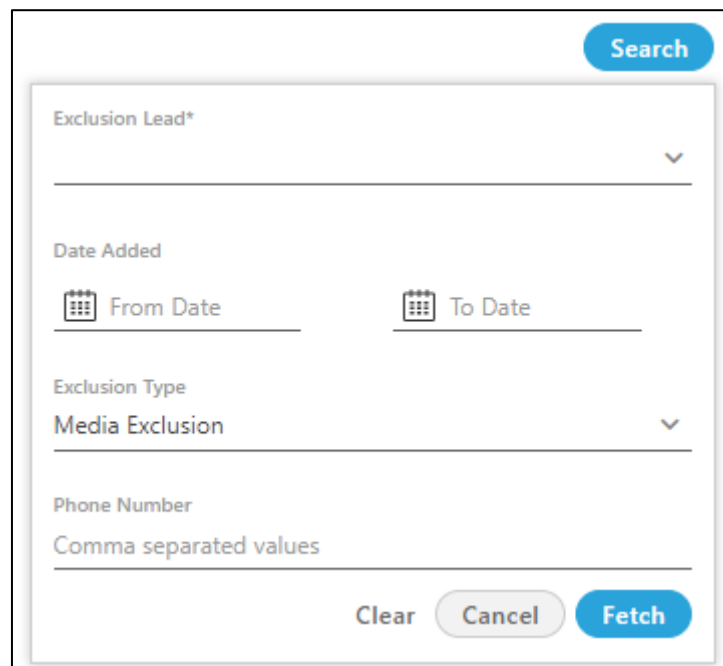 Search
Exclusion Lead*
Date Added
From Date To Date
Exclusion Type
Media Exclusion
Phone Number
Comma separated values
Clear Cancel Fetch